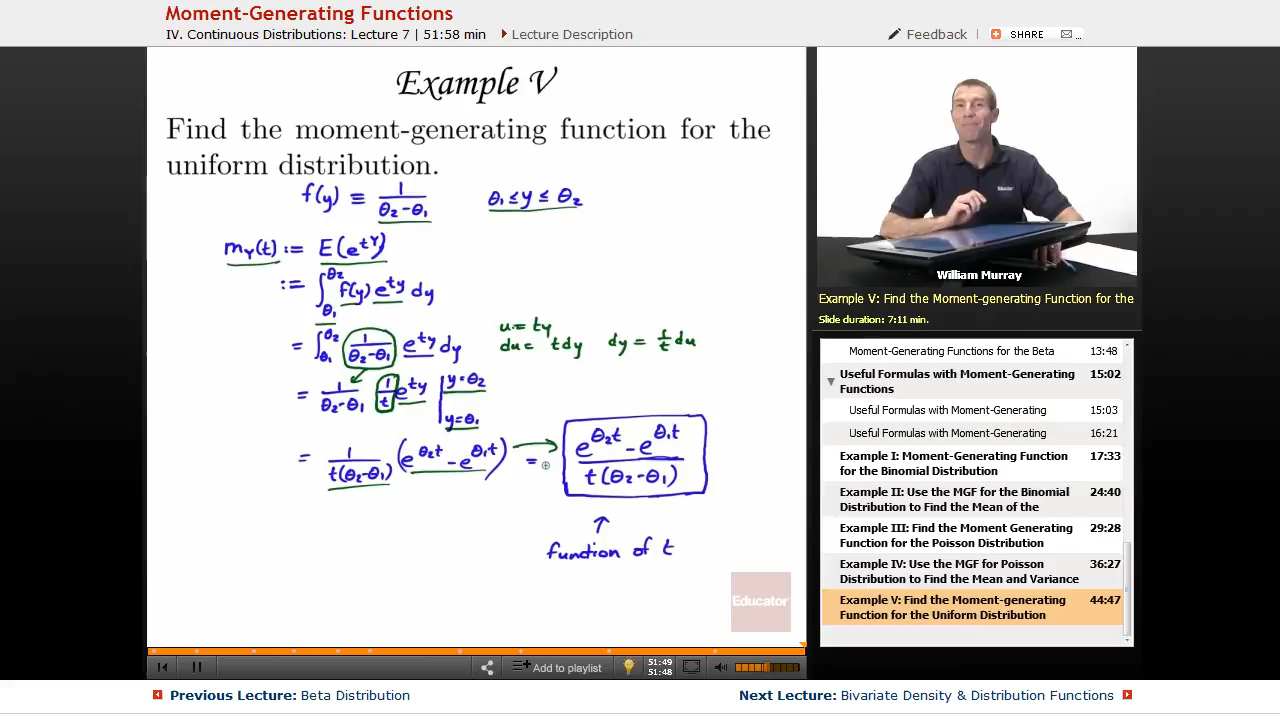 Moment-Generating Functions
IV. Continuous Distributions: Lecture 7 | 51:58 min
Lecture Description
Feedback
SHARE
Example V
Find the moment-generating function for the
uniform distribution.
f(y) ≡ 1/(θ₂-θ₁)    θ₁ ≤ y ≤ θ₂
m_Y(t) := E(e^{tY})
:= ∫_{θ₁}^{θ₂} f(y) e^{ty} dy
= ∫_{θ₁}^{θ₂} 1/(θ₂-θ₁) e^{ty} dy
u = ty
du = t dy    dy = 1/t du
= 1/(θ₂-θ₁) 1/t e^{ty} |_{y=θ₁}^{y=θ₂}
= 1/(t(θ₂-θ₁)) (e^{θ₂t} - e^{θ₁t}) = (e^{θ₂t} - e^{θ₁t})/(t(θ₂-θ₁))
↑
function of t
Educator
Educator
William Murray
Example V: Find the Moment-generating Function for the
Slide duration: 7:11 min.
Moment-Generating Functions for the Beta 13:48
Useful Formulas with Moment-Generating 15:02
Functions
Useful Formulas with Moment-Generating 15:03
Useful Formulas with Moment-Generating 16:21
Example I: Moment-Generating Function 17:33
for the Binomial Distribution
Example II: Use the MGF for the Binomial 24:40
Distribution to Find the Mean of the
Example III: Find the Moment Generating 29:28
Function for the Poisson Distribution
Example IV: Use the MGF for Poisson 36:27
Distribution to Find the Mean and Variance
Example V: Find the Moment-generating 44:47
Function for the Uniform Distribution
Add to playlist
51:49
51:48
Previous Lecture: Beta Distribution
Next Lecture: Bivariate Density & Distribution Functions